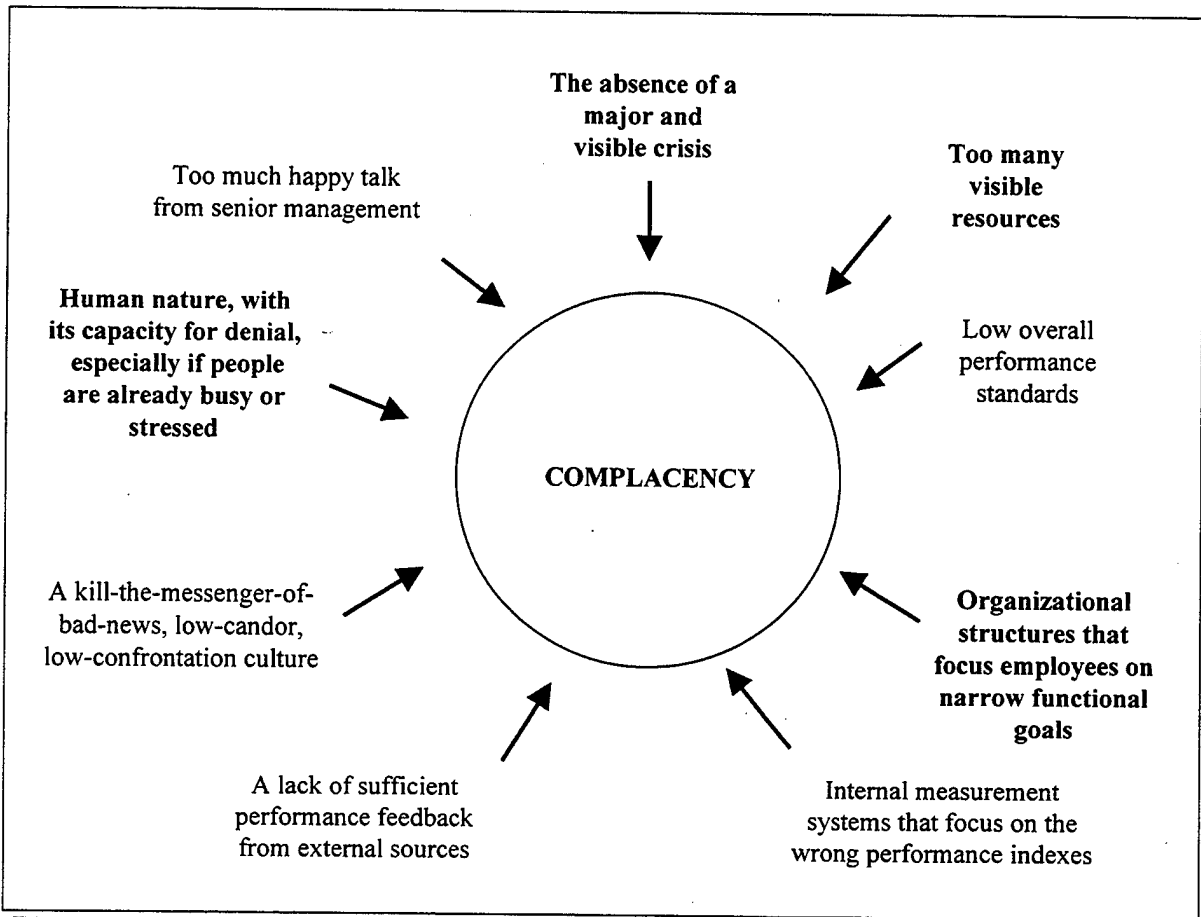 The absence of a
major and
visible crisis
Too many
visible
resources
Low overall
performance
standards
Organizational
structures that
focus employees on
narrow functional
goals
Internal measurement
systems that focus on the
wrong performance indexes
A lack of sufficient
performance feedback
from external sources
A kill-the-messenger-of-
bad-news, low-candor,
low-confrontation culture
Human nature, with
its capacity for denial,
especially if people
are already busy or
stressed
Too much happy talk
from senior management
COMPLACENCY